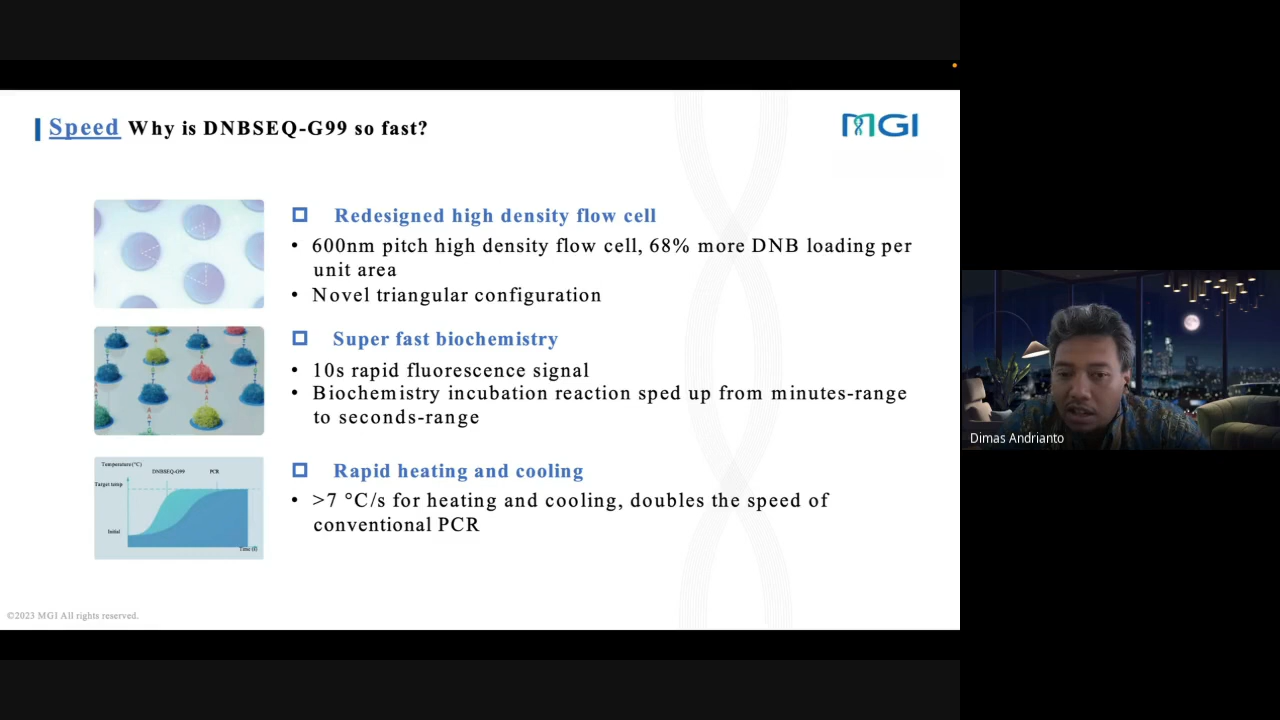 Speed Why is DNBSEQ-G99 so fast?
MGI
Redesigned high density flow cell
• 600nm pitch high density flow cell, 68% more DNB loading per
unit area
• Novel triangular configuration
Super fast biochemistry
• 10s rapid fluorescence signal
• Biochemistry incubation reaction sped up from minutes-range
to seconds-range
Temperature (°C)
DNBSEQ-G99 PCR
Target temp
Initial
Rapid heating and cooling
• >7 °C/s for heating and cooling, doubles the speed of
conventional PCR
©2023 MGI All rights reserved.
Dimas Andrianto